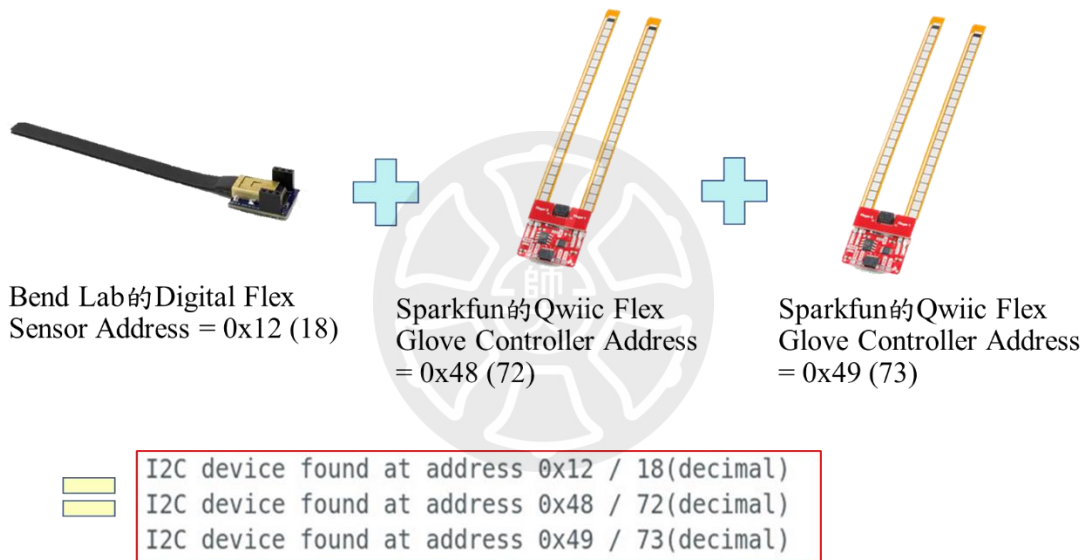 Bend Lab的Digital Flex
Sensor Address = 0x12 (18)
Sparkfun的Qwiic Flex
Glove Controller Address
= 0x48 (72)
Sparkfun的Qwiic Flex
Glove Controller Address
= 0x49 (73)
師
I2C device found at address 0x12 / 18(decimal)
I2C device found at address 0x48 / 72(decimal)
I2C device found at address 0x49 / 73(decimal)